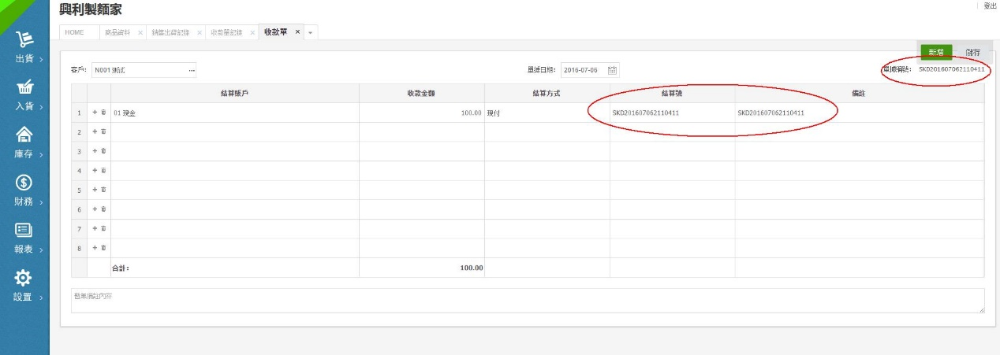 興利製麵家
登出
HOME 商品資料 × 銷售出貨記錄 × 收款單記錄 × 收款單 ×
出貨
入貨
庫存
財務
報表
設置
新增 儲存
客戶: N001 測試 ... 單據日期: 2016-07-06 單據編號: SKD201607062110411
結算賬戶 收款金額 結算方式 結算號 備註
1 + 01 現金 100.00 現付 SKD201607062110411 SKD201607062110411
2 +
3 +
4 +
5 +
6 +
7 +
8 +
合計: 100.00
暫無備註內容